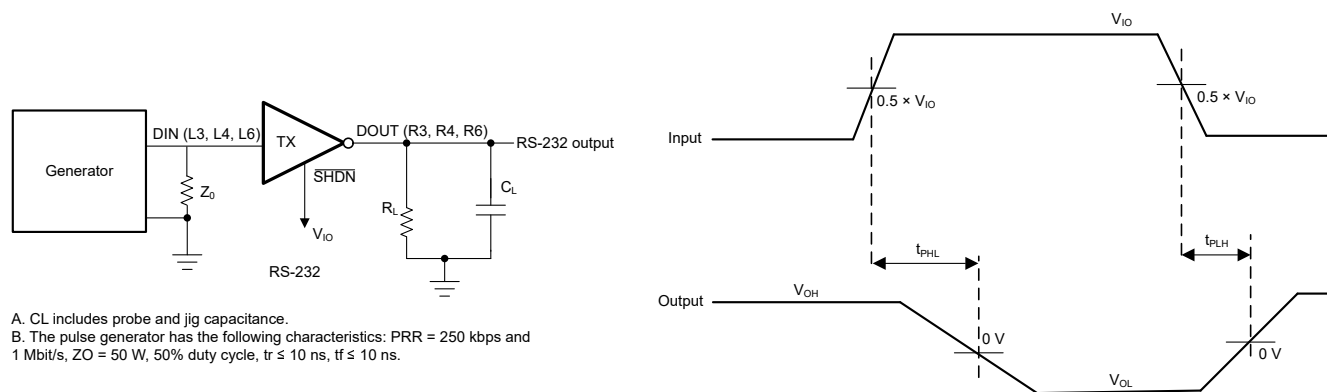 Generator
DIN (L3, L4, L6)
Z0
TX
SHDN
VIO
RS-232
DOUT (R3, R4, R6)
RL
CL
RS-232 output
A. CL includes probe and jig capacitance.
B. The pulse generator has the following characteristics: PRR = 250 kbps and
1 Mbit/s, ZO = 50 W, 50% duty cycle, tr ≤ 10 ns, tf ≤ 10 ns.
VIO
0.5 × VIO
0.5 × VIO
Input
tPHL
tPLH
Output
VOH
0 V
0 V
VOL